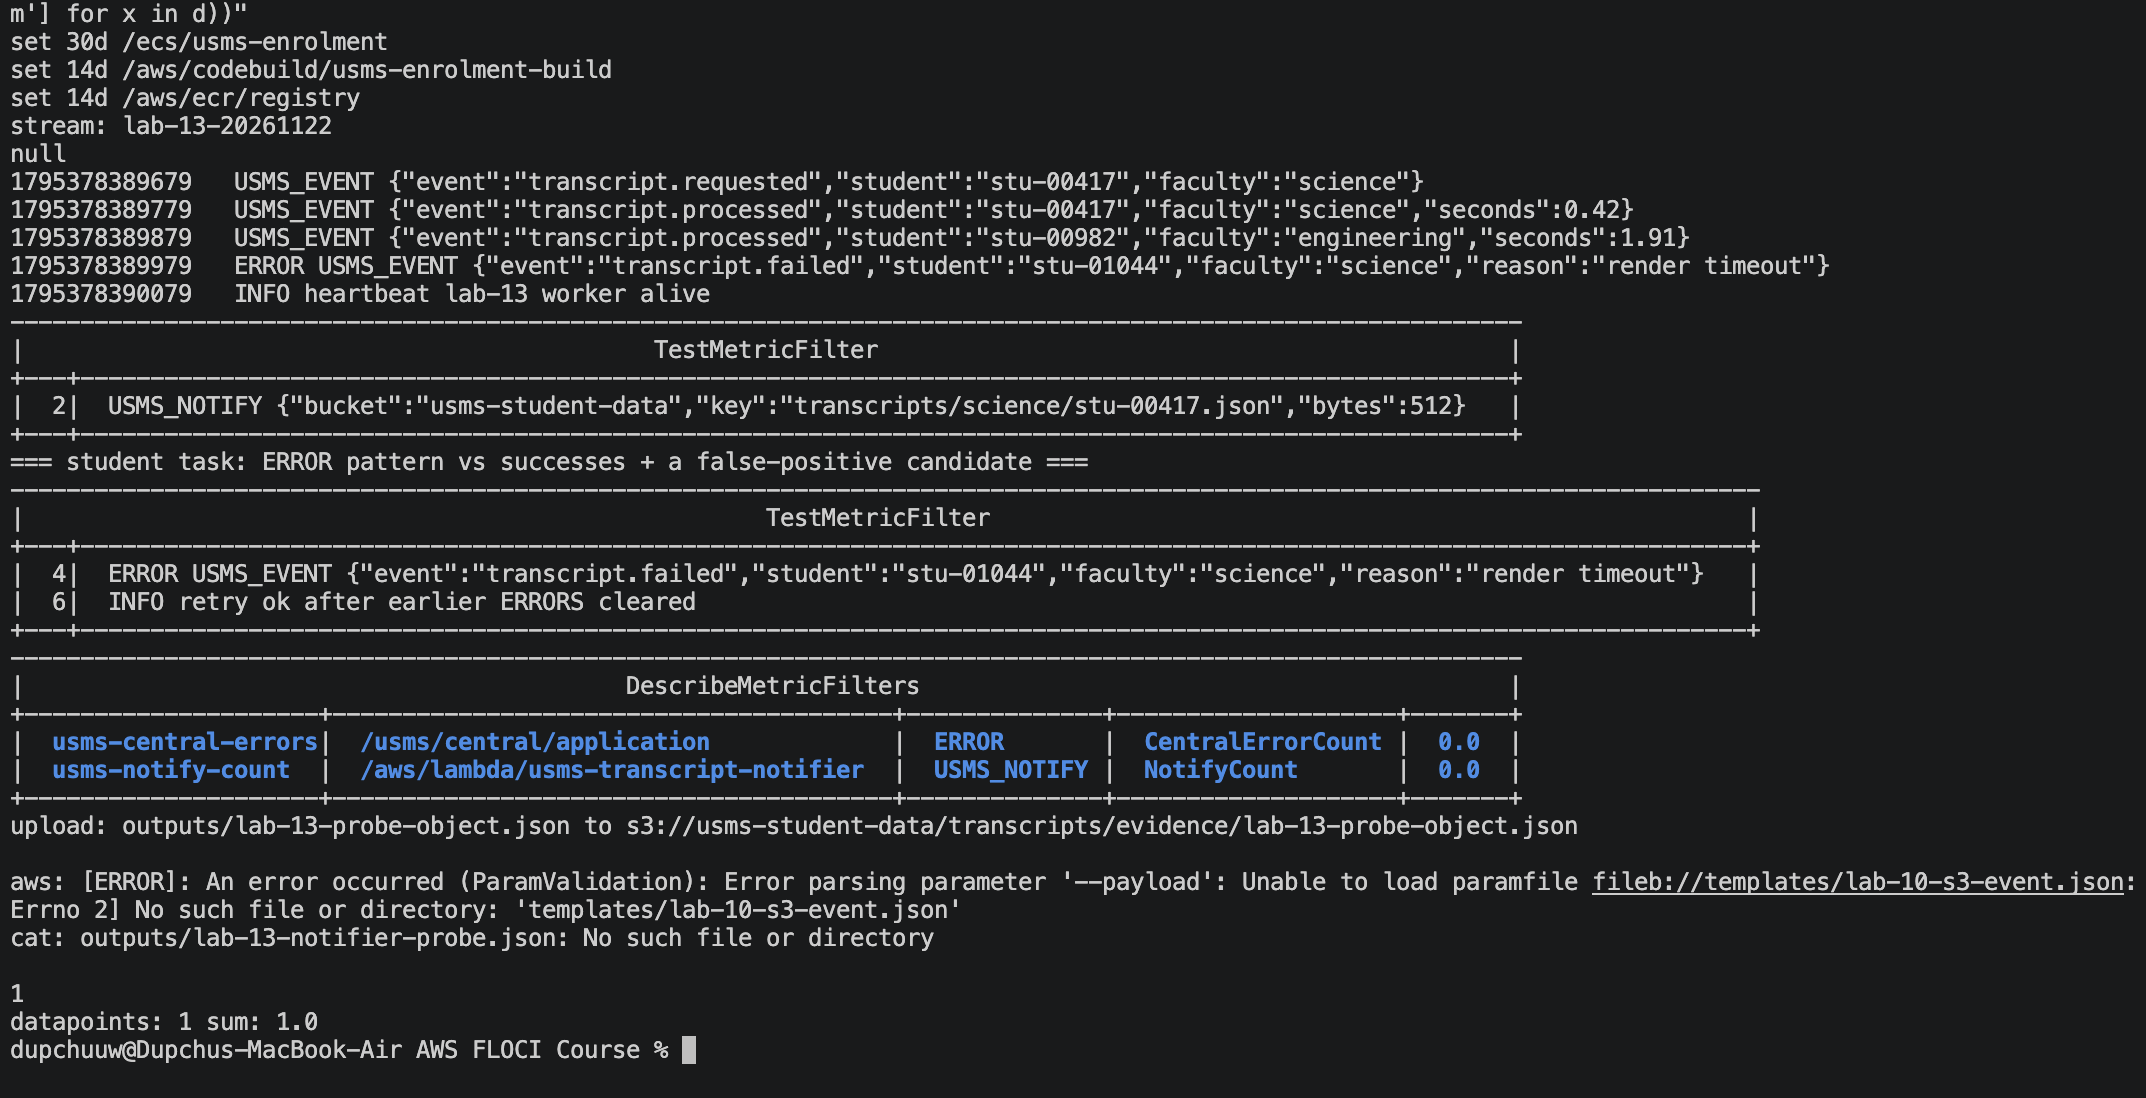 m'] for x in d))"
set 30d /ecs/usms-enrolment
set 14d /aws/codebuild/usms-enrolment-build
set 14d /aws/ecr/registry
stream: lab-13-20261122
null
1795378389679   USMS_EVENT {"event":"transcript.requested","student":"stu-00417","faculty":"science"}
1795378389779   USMS_EVENT {"event":"transcript.processed","student":"stu-00417","faculty":"science","seconds":0.42}
1795378389879   USMS_EVENT {"event":"transcript.processed","student":"stu-00982","faculty":"engineering","seconds":1.91}
1795378389979   ERROR USMS_EVENT {"event":"transcript.failed","student":"stu-01044","faculty":"science","reason":"render timeout"}
1795378390079   INFO heartbeat lab-13 worker alive
| TestMetricFilter |
| 2| USMS_NOTIFY {"bucket":"usms-student-data","key":"transcripts/science/stu-00417.json","bytes":512} |
=== student task: ERROR pattern vs successes + a false-positive candidate ===
| TestMetricFilter |
| 4| ERROR USMS_EVENT {"event":"transcript.failed","student":"stu-01044","faculty":"science","reason":"render timeout"} |
| 6| INFO retry ok after earlier ERRORS cleared |
| DescribeMetricFilters |
| usms-central-errors| /usms/central/application | ERROR | CentralErrorCount | 0.0 |
| usms-notify-count | /aws/lambda/usms-transcript-notifier | USMS_NOTIFY | NotifyCount | 0.0 |
upload: outputs/lab-13-probe-object.json to s3://usms-student-data/transcripts/evidence/lab-13-probe-object.json
aws: [ERROR]: An error occurred (ParamValidation): Error parsing parameter '--payload': Unable to load paramfile fileb://templates/lab-10-s3-event.json:
Errno 2] No such file or directory: 'templates/lab-10-s3-event.json'
cat: outputs/lab-13-notifier-probe.json: No such file or directory
1
datapoints: 1 sum: 1.0
dupchuuw@Dupchus-MacBook-Air AWS FLOCI Course %